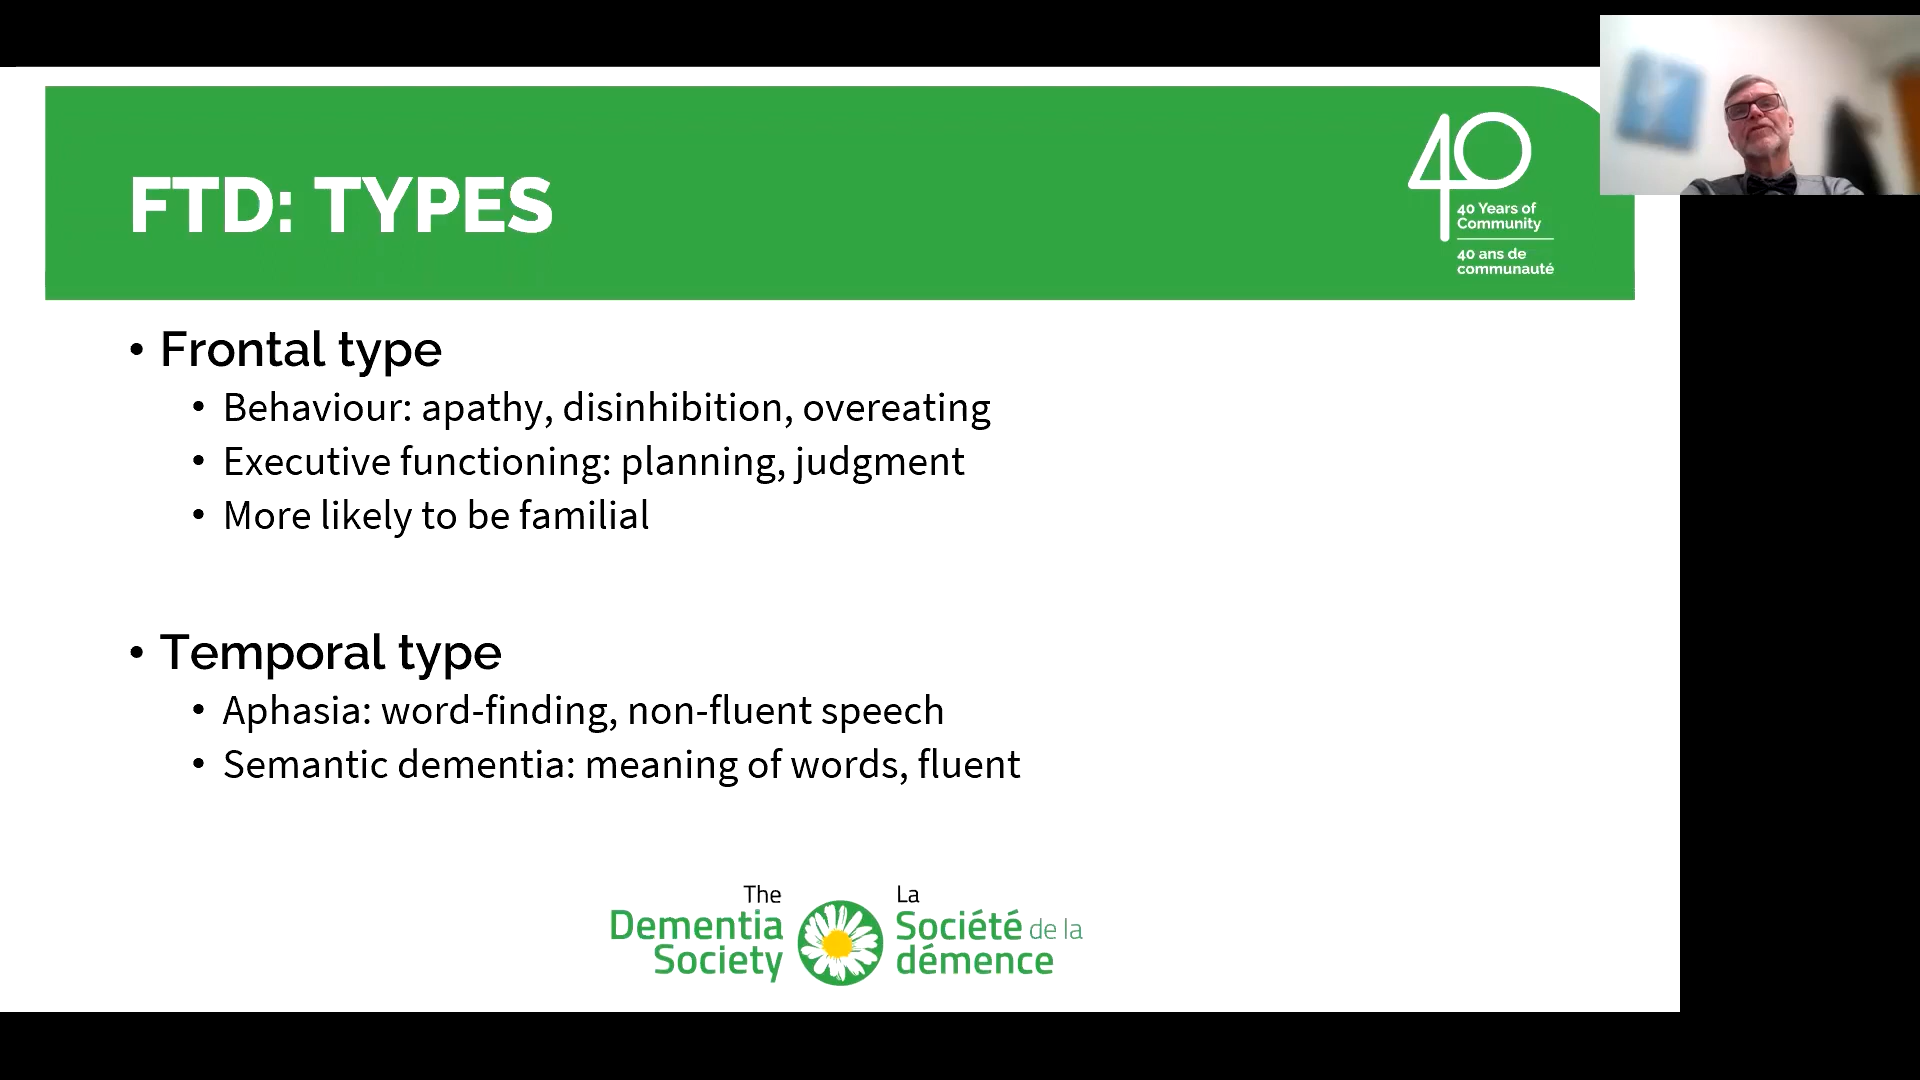 FTD: TYPES
40
40 Years of
Community
40 ans de
communauté
• Frontal type
• Behaviour: apathy, disinhibition, overeating
• Executive functioning: planning, judgment
• More likely to be familial
• Temporal type
• Aphasia: word-finding, non-fluent speech
• Semantic dementia: meaning of words, fluent
The
Dementia
Society
La
Société de la
démence